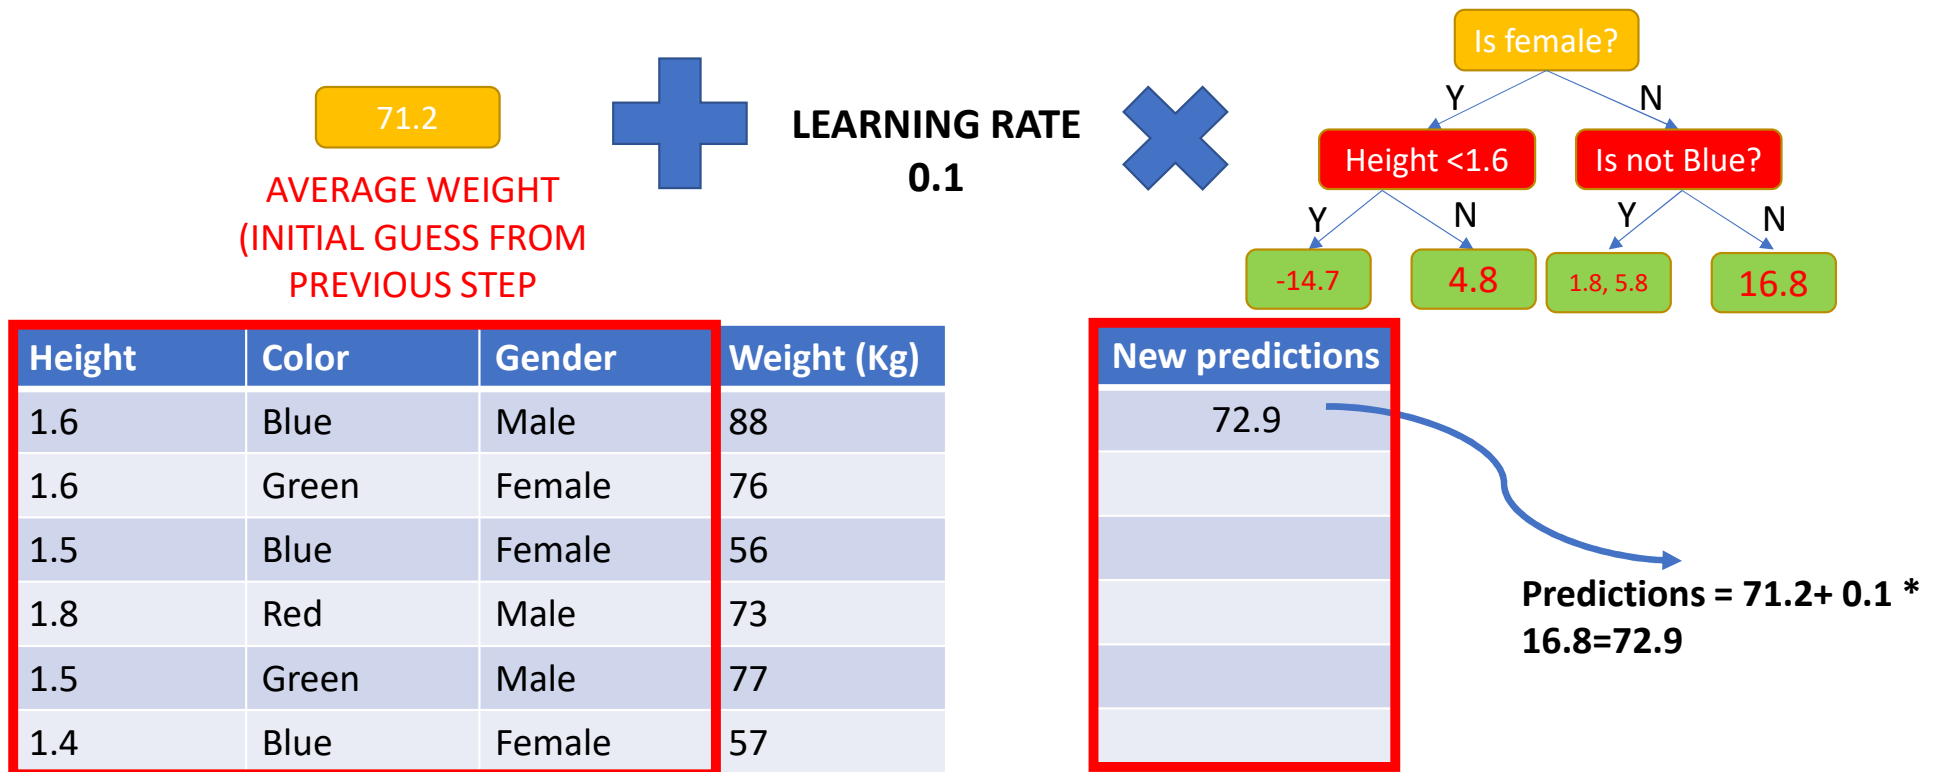 Is female?
Y
N
71.2
LEARNING RATE
0.1
Height <1.6
Is not Blue?
AVERAGE WEIGHT
(INITIAL GUESS FROM
PREVIOUS STEP
Y
N
Y
N
-14.7
4.8
1.8, 5.8
16.8
Height Color Gender Weight (Kg)
1.6 Blue Male 88
1.6 Green Female 76
1.5 Blue Female 56
1.8 Red Male 73
1.5 Green Male 77
1.4 Blue Female 57
New predictions
72.9
Predictions = 71.2+ 0.1 *
16.8=72.9